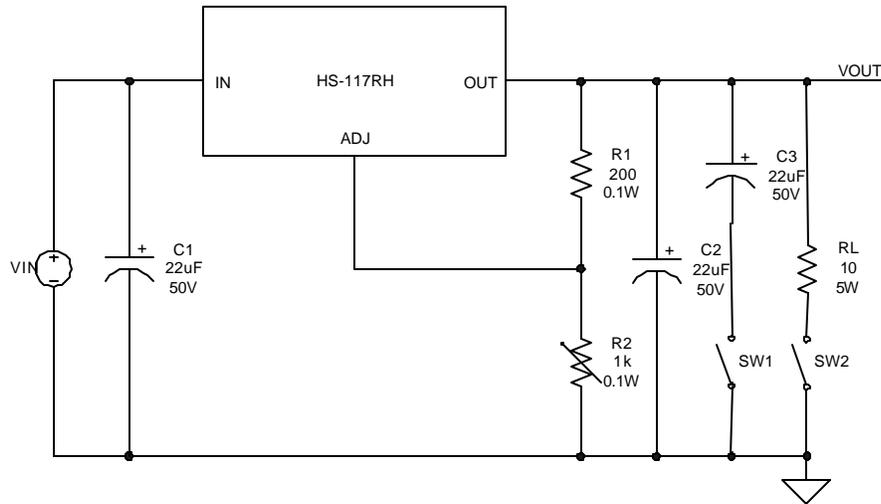 HS-117RH
IN
OUT
ADJ
VOUT
R1
200
0.1W
C3
22uF
50V
VIN
C1
22uF
50V
C2
22uF
50V
RL
10
5W
R2
1k
0.1W
SW1
SW2